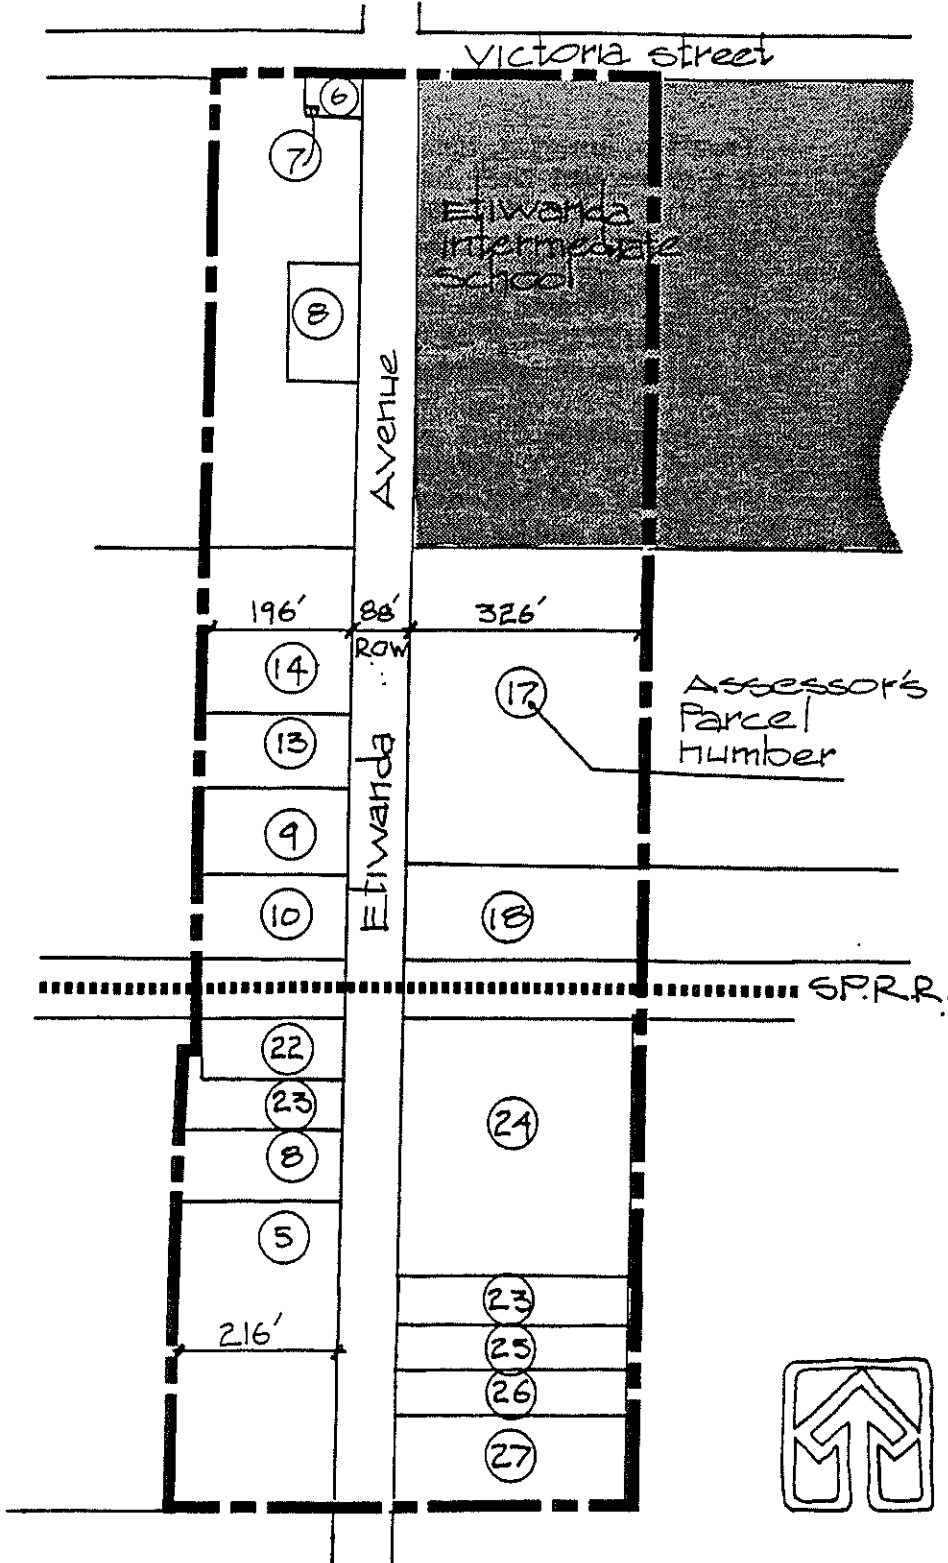 Victoria street
6
7
Etiwanda
intermediate
School
8
Avenue
196' 88' 326'
ROW
14
17
Assessor's
Parcel
number
13
Etiwanda
9
10
18
S.P.R.R.
22
23
24
8
5
23
216'
25
26
27